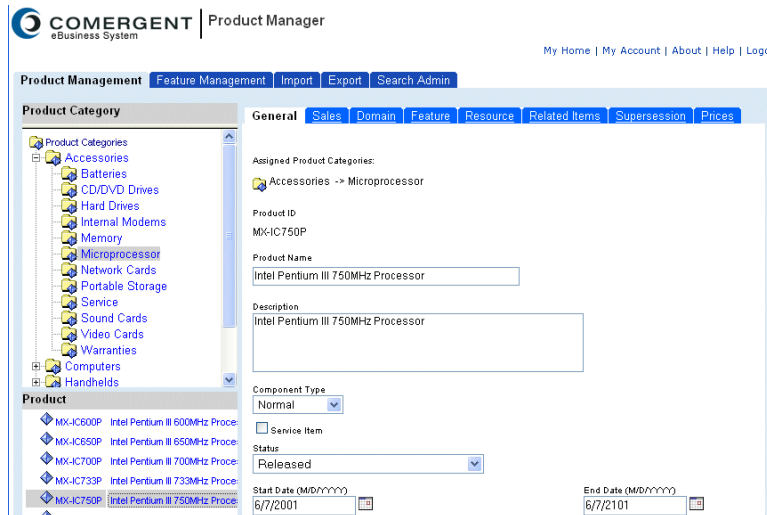 COMERGENT
eBusiness System
Product Manager
My Home | My Account | About | Help |
Product Management Feature Management Import Export Search Admin
Product Category
General Sales Domain Feature Resource Related Items Supersession Prices
Product Categories
Accessories
Batteries
CD/DVD Drives
Hard Drives
Internal Modems
Memory
Microprocessor
Network Cards
Portable Storage
Service
Sound Cards
Video Cards
Warranties
Computers
Handhelds
Product
MX-IC600P Intel Pentium III 600MHz
MX-IC650P Intel Pentium III 650MHz
MX-IC700P Intel Pentium III 700MHz
MX-IC733P Intel Pentium III 733MHz
MX-IC750P Intel Pentium III 750MHz
Assigned Product Categories:
Accessories -> Microprocessor
Product ID
MX-IC750P
Product Name
Intel Pentium III 750MHz Processor
Description
Intel Pentium III 750MHz Processor
Component Type
Normal
Service Item
Status
Released
Start Date (M/D/YYYY)
6/7/2001
End Date (M/D/YYYY)
6/7/2101